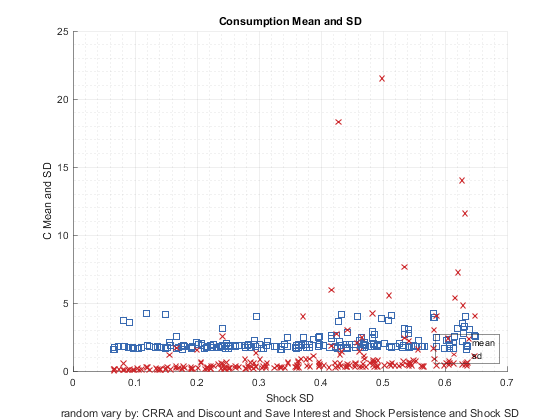 Consumption Mean and SD
25
20
15
10
5
0
C Mean and SD
mean
sd
0
0.1
0.2
0.3
0.4
0.5
0.6
0.7
Shock SD
random vary by: CRRA and Discount and Save Interest and Shock Persistence and Shock SD